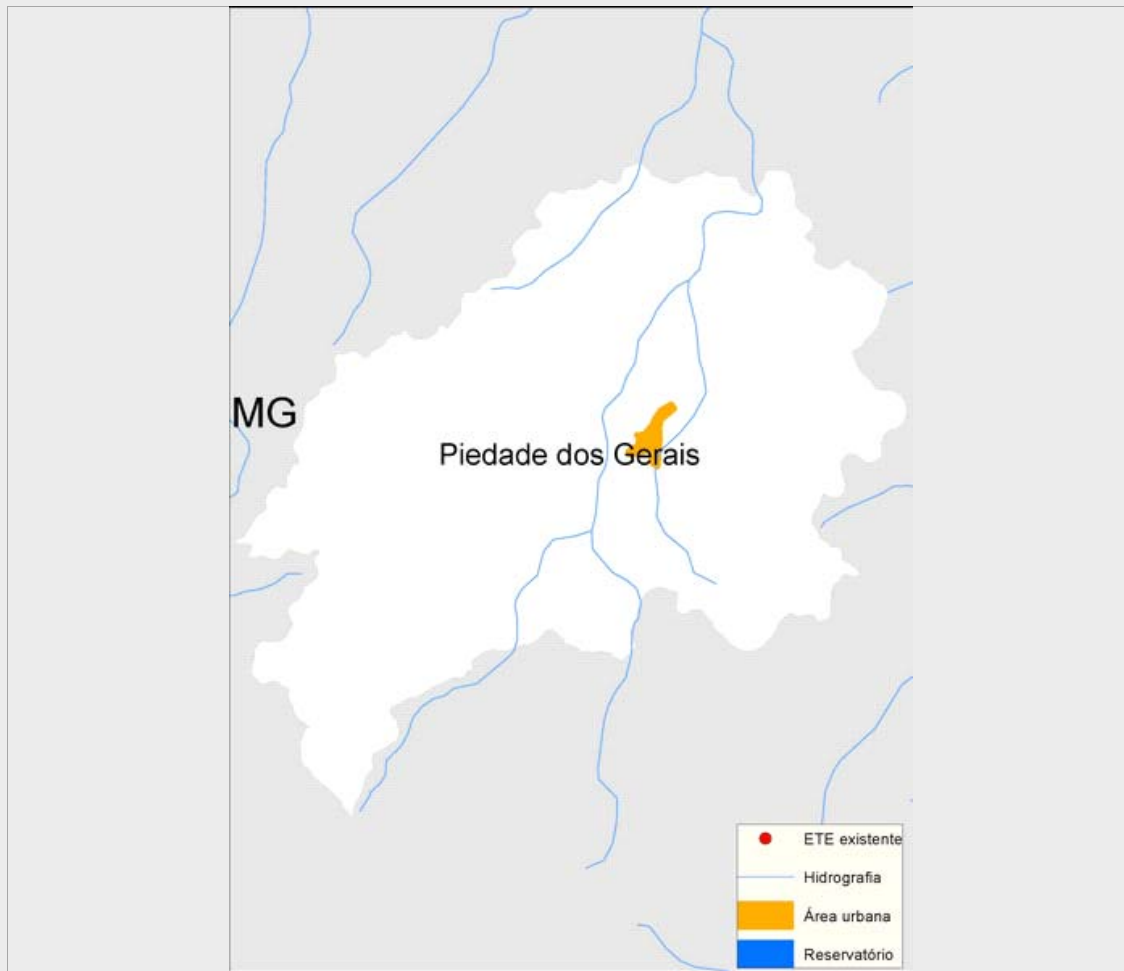 MG
Piedade dos Gerais
ETE existente
Hidrografia
Área urbana
Reservatório